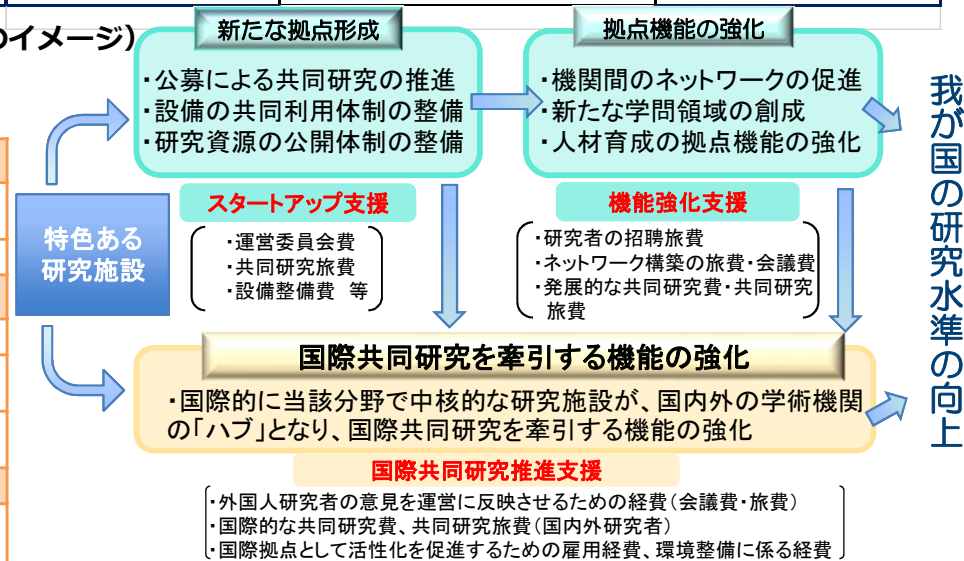 のイメージ)
新たな拠点形成
・公募による共同研究の推進
・設備の共同利用体制の整備
・研究資源の公開体制の整備
拠点機能の強化
・機関間のネットワークの促進
・新たな学問領域の創成
・人材育成の拠点機能の強化
特色ある
研究施設
スタートアップ支援
・運営委員会費
・共同研究旅費
・設備整備費 等
機能強化支援
・研究者の招聘旅費
・ネットワーク構築の旅費・会議費
・発展的な共同研究費・共同研究
旅費
国際共同研究を牽引する機能の強化
・国際的に当該分野で中核的な研究施設が、国内外の学術機関
の「ハブ」となり、国際共同研究を牽引する機能の強化
国際共同研究推進支援
・外国人研究者の意見を運営に反映させるための経費(会議費・旅費)
・国際的な共同研究費、共同研究旅費(国内外研究者)
・国際拠点として活性化を促進するための雇用経費、環境整備に係る経費
我が国の研究水準の向上